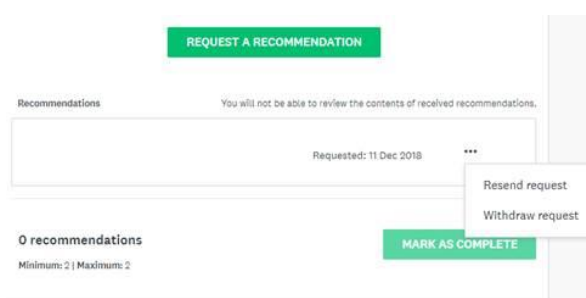 REQUEST A RECOMMENDATION
Recommendations
You will not be able to review the contents of received recommendations.
Requested: 11 Dec 2018
•••
Resend request
Withdraw request
0 recommendations
MARK AS COMPLETE
Minimum: 2 | Maximum: 2